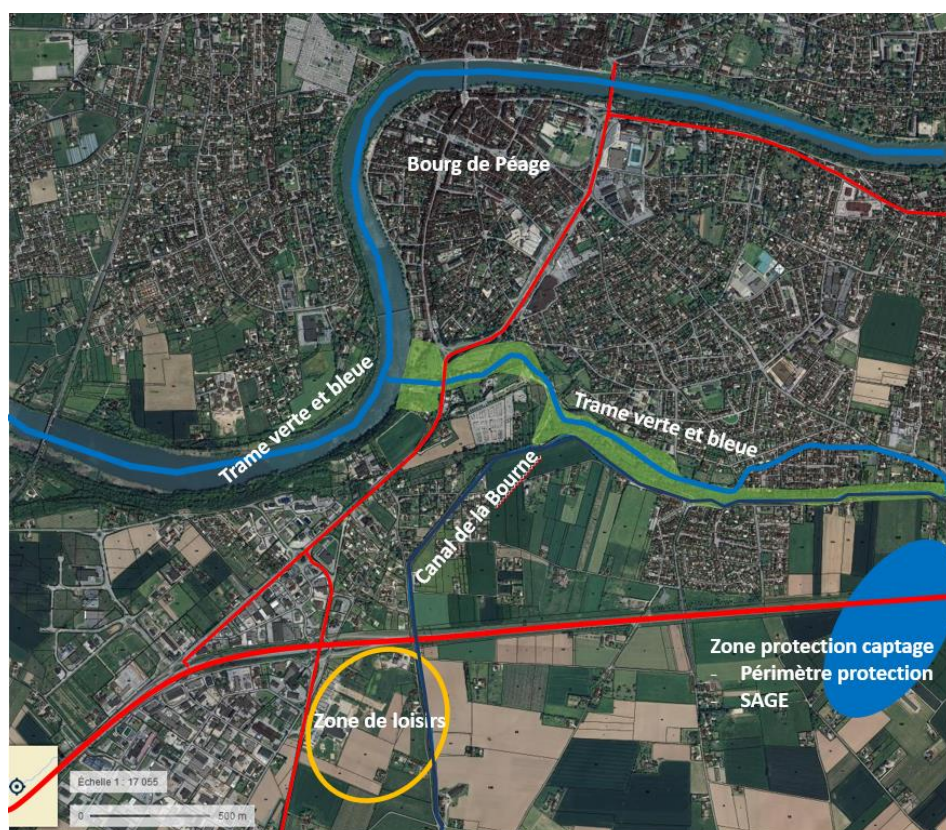 Bourg de Péage
Trame verte et bleue
Trame verte et bleue
Canal de la Bourne
Zone protection captage
- Périmètre protection
SAGE
Zone de loisirs
Échelle 1 : 17 055
0 500 m